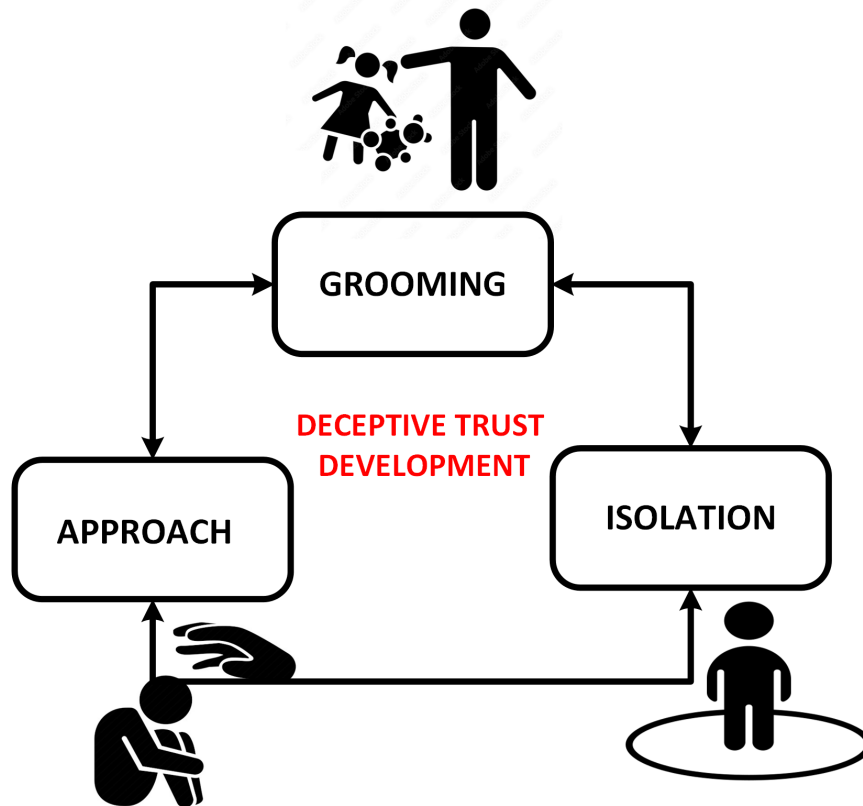 GROOMING
DECEPTIVE TRUST
DEVELOPMENT
APPROACH
ISOLATION